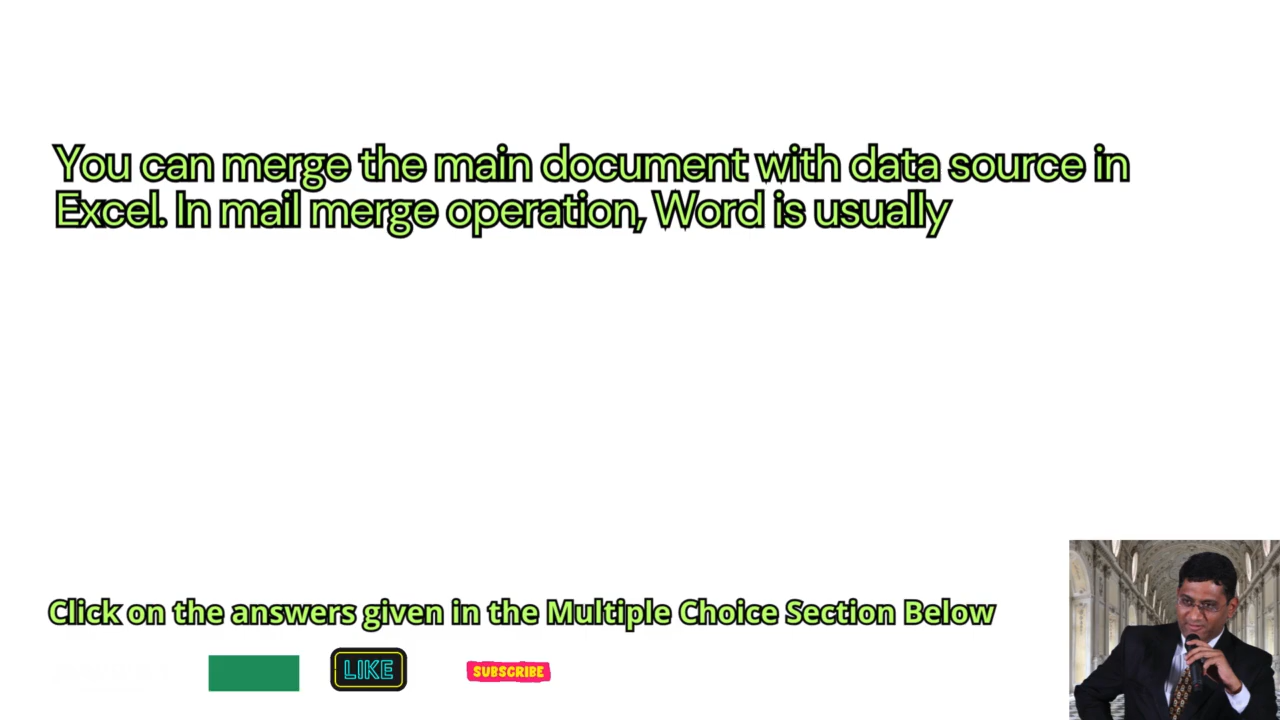 You can merge the main document with data source in
Excel. In mail merge operation, Word is usually
Click on the answers given in the Multiple Choice Section Below
LIKE
SUBSCRIBE